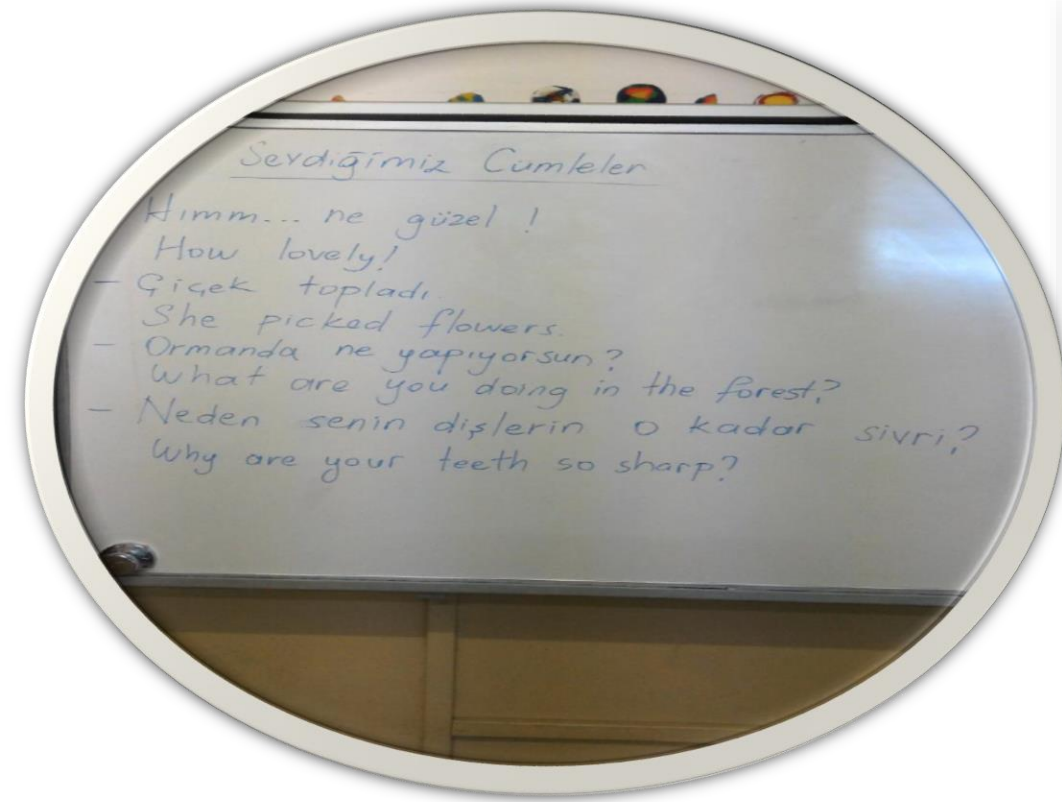 Sevdiğimiz Cümleler
Hımm... ne güzel !
How lovely!
- Çiçek topladı.
She picked flowers.
- Ormanda ne yapıyorsun?
What are you doing in the forest?
- Neden senin dişlerin o kadar sivri?
Why are your teeth so sharp?